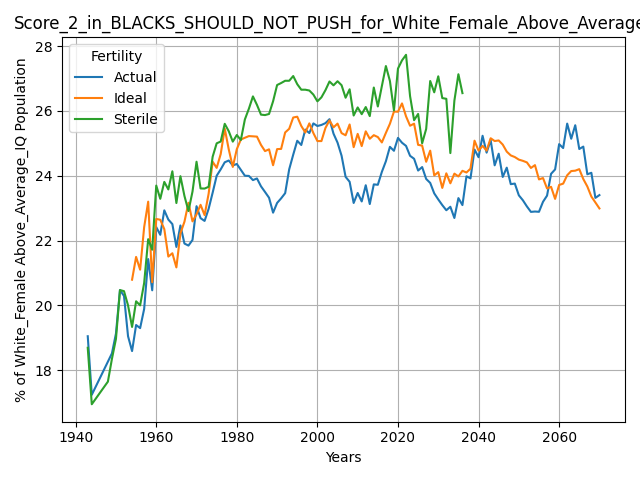 Score_2_in_BLACKS_SHOULD_NOT_PUSH_for_White_Female_Above_Average
28
26
24
22
20
18
% of White_Female Above_Average_IQ Population
Fertility
Actual
Ideal
Sterile
1940 1960 1980 2000 2020 2040 2060
Years